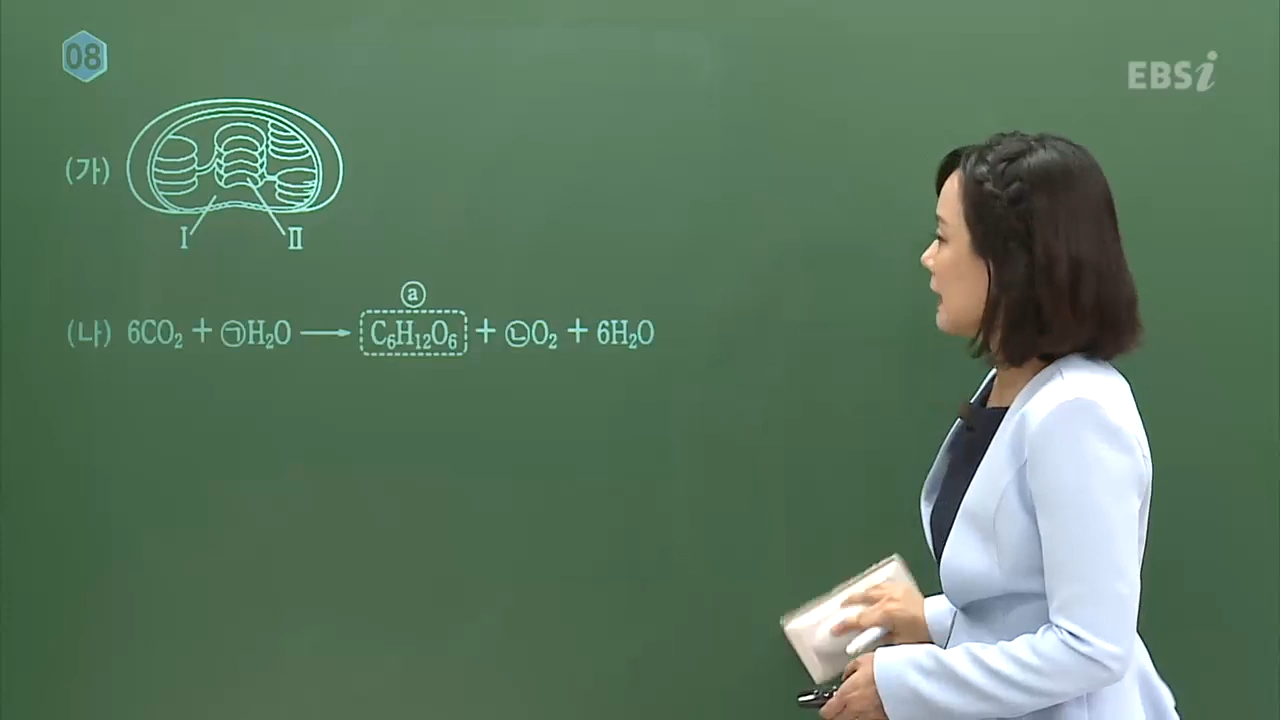 08
EBSi
(가)
Ⅰ Ⅱ
ⓐ
(나) 6CO₂ + ㉠H₂O ⟶ C₆H₁₂O₆ + ㉡O₂ + 6H₂O